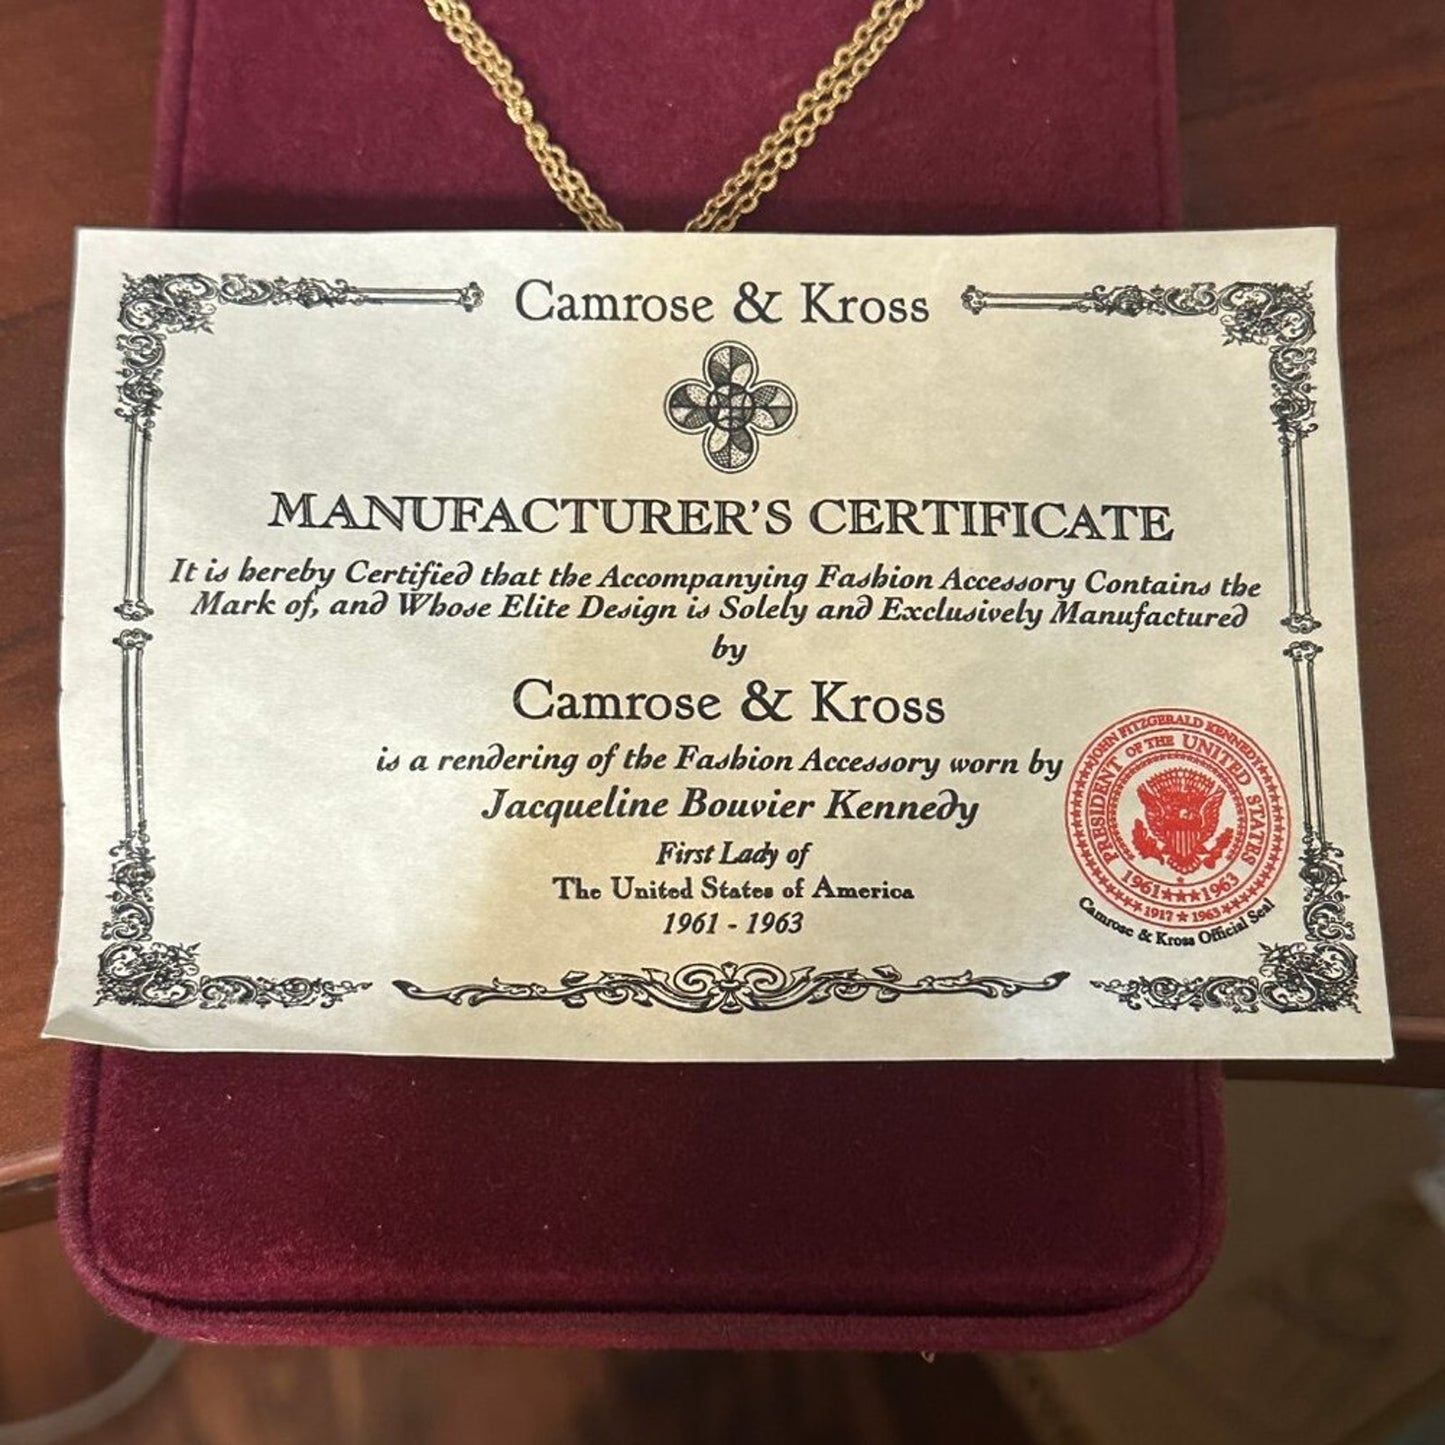 Camrose & Kross
MANUFACTURER'S CERTIFICATE
It is hereby Certified that the Accompanying Fashion Accessory Contains the
Mark of, and Whose Elite Design is Solely and Exclusively Manufactured
by
Camrose & Kross
is a rendering of the Fashion Accessory worn by
Jacqueline Bouvier Kennedy
First Lady of
The United States of America
1961 - 1963
JOHN FITZGERALD KENNEDY
PRESIDENT OF THE UNITED STATES
1961★★★1963
1917 ★ 1963
Camrose & Kross Official Seal